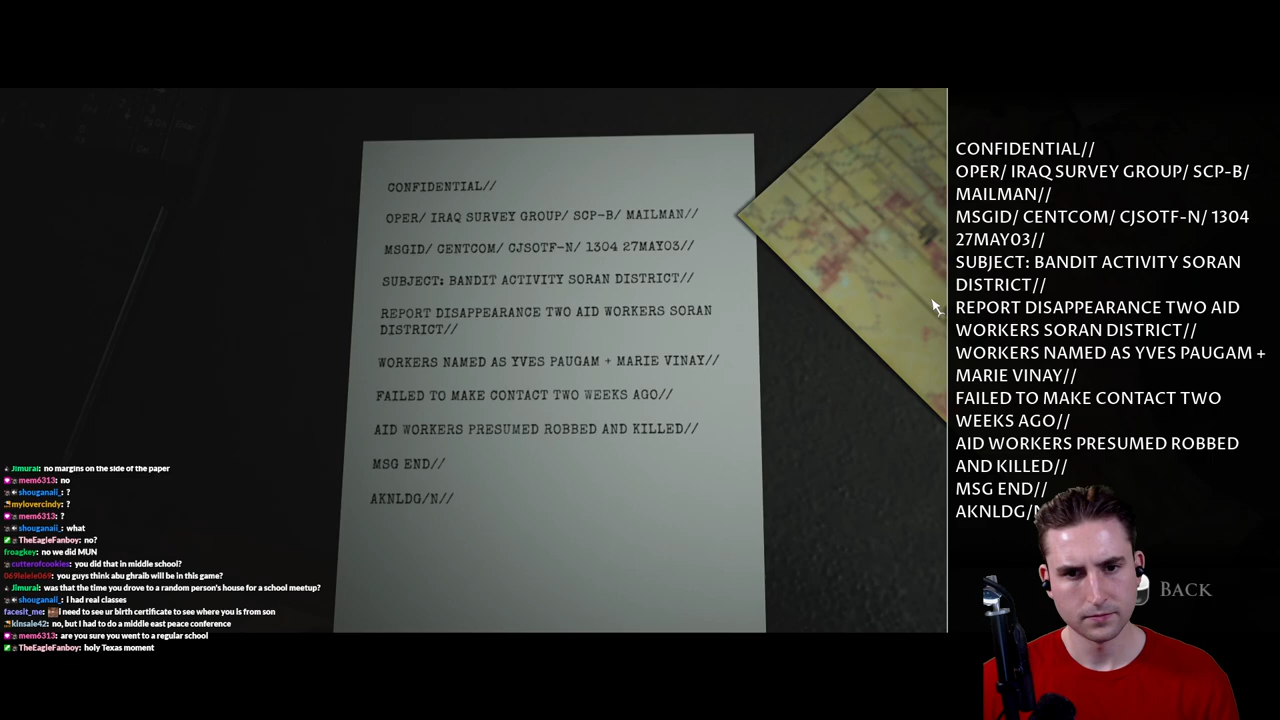 CONFIDENTIAL//
OPER/ IRAQ SURVEY GROUP/ SCP-B/ MAILMAN//
MSGID/ CENTCOM/ CJSOTF-N/ 1304 27MAY03//
SUBJECT: BANDIT ACTIVITY SORAN DISTRICT//
REPORT DISAPPEARANCE TWO AID WORKERS SORAN
DISTRICT//
WORKERS NAMED AS YVES PAUGAM + MARIE VINAY//
FAILED TO MAKE CONTACT TWO WEEKS AGO//
AID WORKERS PRESUMED ROBBED AND KILLED//
MSG END//
AKNLDG/N//
CONFIDENTIAL//
OPER/ IRAQ SURVEY GROUP/ SCP-B/
MAILMAN//
MSGID/ CENTCOM/ CJSOTF-N/ 1304
27MAY03//
SUBJECT: BANDIT ACTIVITY SORAN
DISTRICT//
REPORT DISAPPEARANCE TWO AID
WORKERS SORAN DISTRICT//
WORKERS NAMED AS YVES PAUGAM +
MARIE VINAY//
FAILED TO MAKE CONTACT TWO
WEEKS AGO//
AID WORKERS PRESUMED ROBBED
AND KILLED//
MSG END//
AKNLDG/N
BACK
Jimurai: no margins on the side of the paper
mem6313: no
shouganaii_: ?
mylovercindy: ?
mem6313: ?
shouganaii_: what
TheEagleFanboy: no?
froagkey: no we did MUN
cutterofcookies: you did that in middle school?
069lelele069: you guys think abu ghraib will be in this game?
Jimurai: was that the time you drove to a random person's house for a school meetup?
shouganaii_: i had real classes
facesit_me: I need to see ur birth certificate to see where you is from son
kinsale42: no, but I had to do a middle east peace conference
mem6313: are you sure you went to a regular school
TheEagleFanboy: holy Texas moment